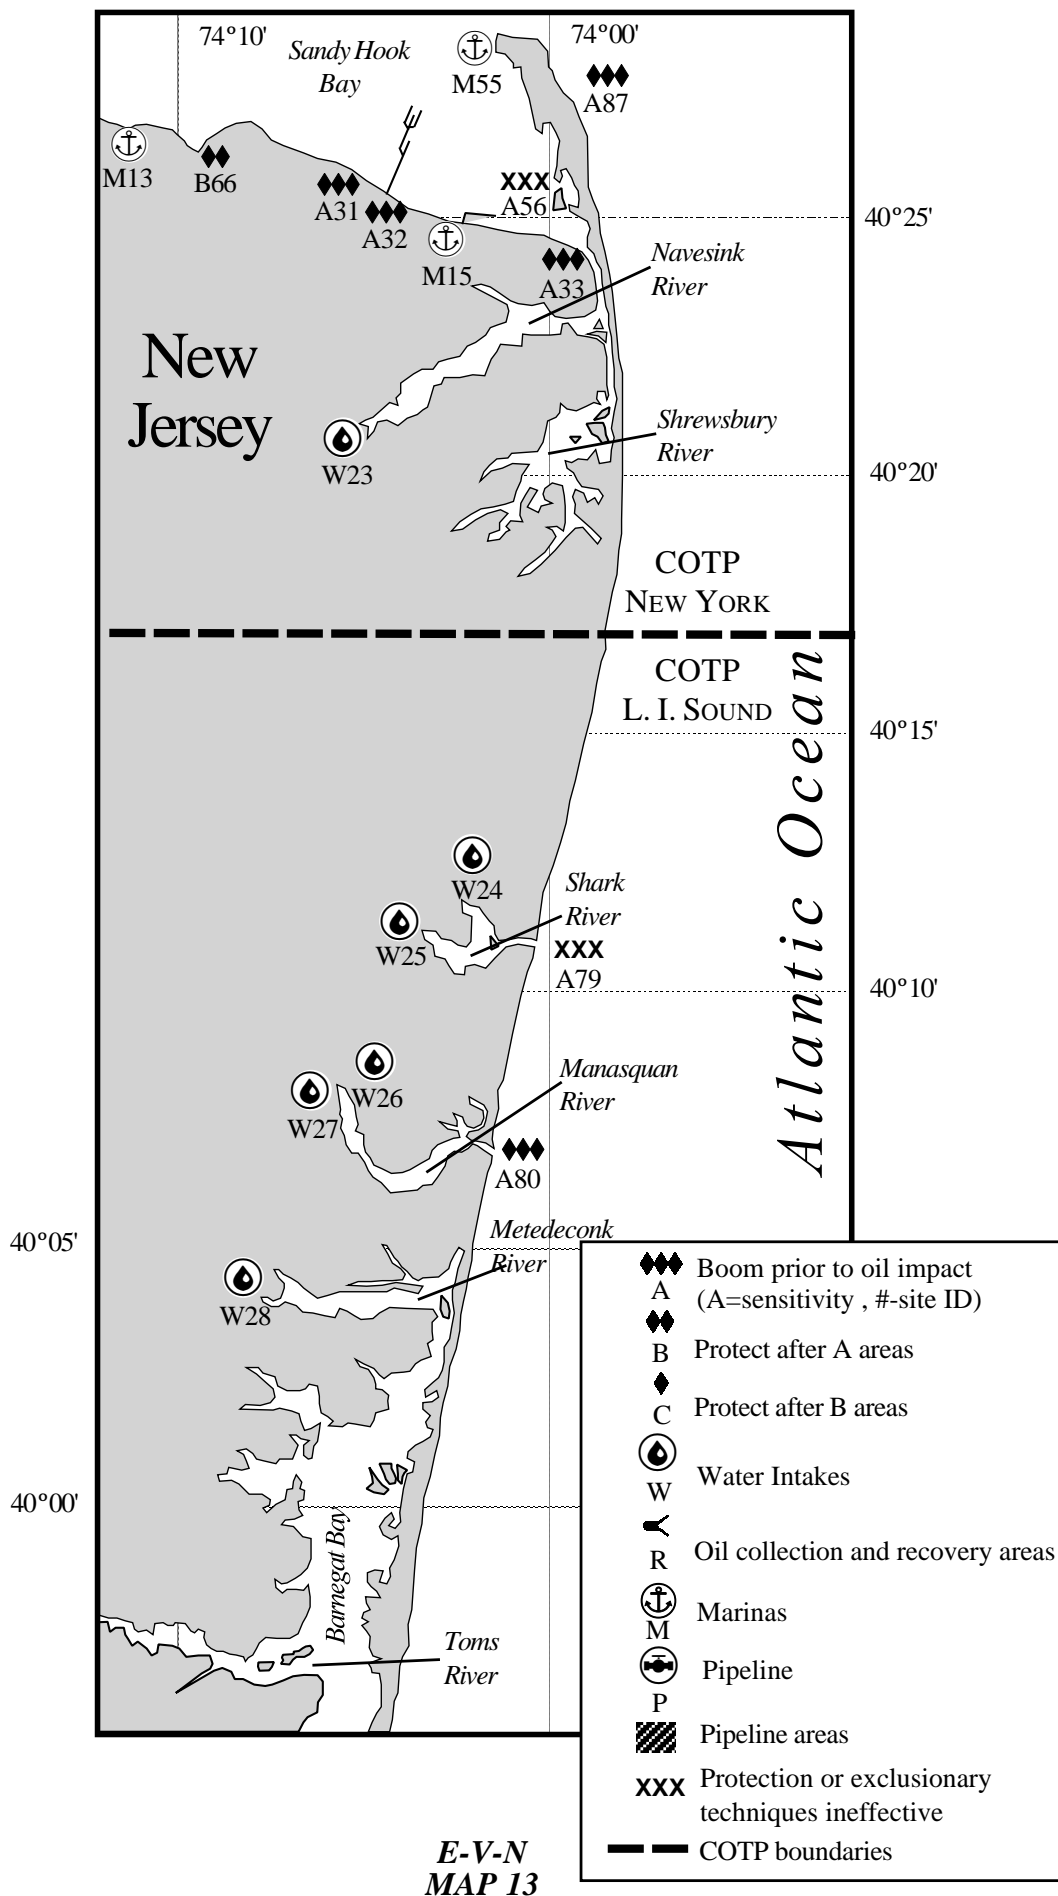 74°10'
74°00'
Sandy Hook
Bay
M55
A87
M13
B66
A31
XXX
A56
A32
40°25'
M15
A33
Navesink
River
New
Jersey
W23
Shrewsbury
River
40°20'
COTP
NEW YORK
COTP
L. I. SOUND
40°15'
Atlantic Ocean
W24
Shark
River
W25
XXX
A79
40°10'
W26
W27
Manasquan
River
A80
40°05'
Metedeconk
River
W28
40°00'
Barnegat Bay
Toms
River
A
Boom prior to oil impact
(A=sensitivity , #-site ID)
B
Protect after A areas
C
Protect after B areas
W
Water Intakes
R
Oil collection and recovery areas
M
Marinas
P
Pipeline
Pipeline areas
XXX
Protection or exclusionary
techniques ineffective
COTP boundaries
E-V-N
MAP 13